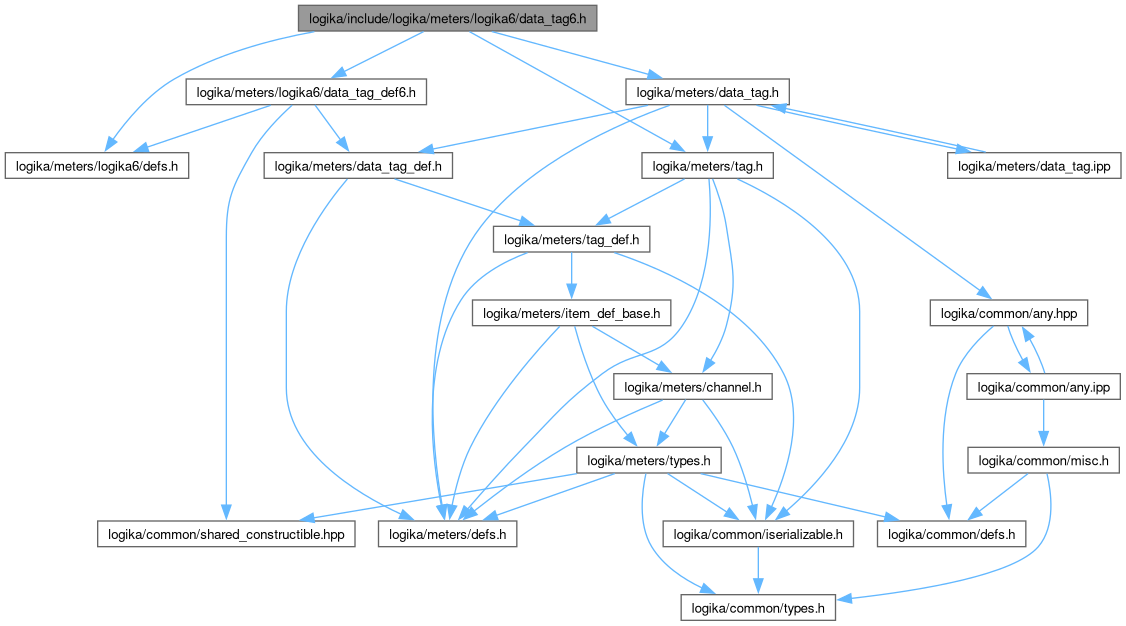 logika/include/logika/meters/logika6/data_tag6.h
logika/meters/logika6/data_tag_def6.h
logika/meters/data_tag.h
logika/meters/logika6/defs.h
logika/meters/data_tag_def.h
logika/meters/tag.h
logika/meters/data_tag.ipp
logika/meters/tag_def.h
logika/meters/item_def_base.h
logika/common/any.hpp
logika/meters/channel.h
logika/common/any.ipp
logika/meters/types.h
logika/common/misc.h
logika/common/shared_constructible.hpp
logika/meters/defs.h
logika/common/iserializable.h
logika/common/defs.h
logika/common/types.h